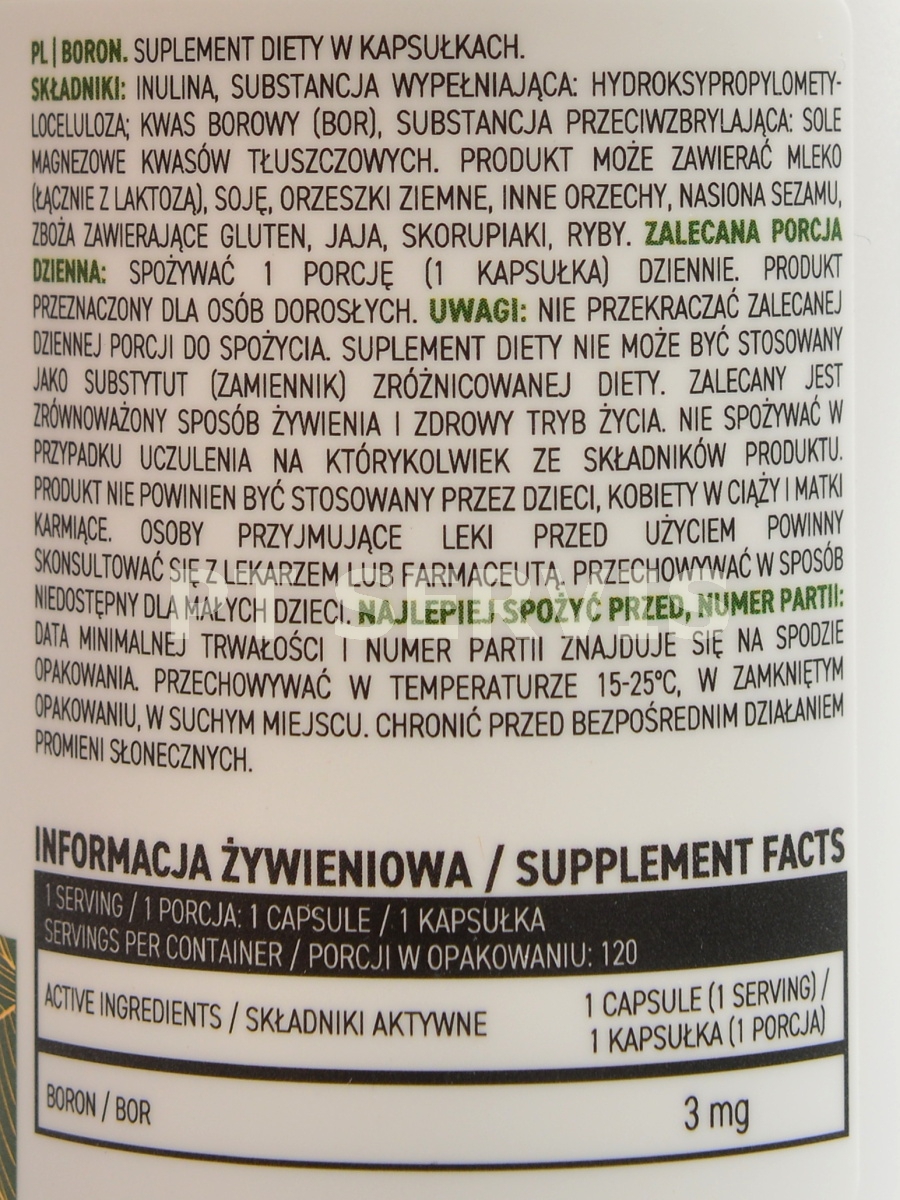 PL|BORON. SUPLEMENT DIETY W KAPSUŁKACH.
SKŁADNIKI: INULINA, SUBSTANCJA WYPEŁNIAJĄCA: HYDROKSYPROPYLOMETY-
LOCELULOZA; KWAS BOROWY (BOR), SUBSTANCJA PRZECIWZBRYLAJĄCA: SOLE
MAGNEZOWE KWASÓW TŁUSZCZOWYCH. PRODUKT MOŻE ZAWIERAĆ MLEKO
(ŁĄCZNIE Z LAKTOZĄ), SOJĘ, ORZESZKI ZIEMNE, INNE ORZECHY, NASIONA SEZAMU,
ZBOŻA ZAWIERAJĄCE GLUTEN, JAJA, SKORUPIAKI, RYBY. ZALECANA PORCJA
DZIENNA: SPOŻYWAĆ 1 PORCJĘ (1 KAPSUŁKA) DZIENNIE. PRODUKT
PRZEZNACZONY DLA OSÓB DOROSŁYCH. UWAGI: NIE PRZEKRACZAĆ ZALECANEJ
DZIENNEJ PORCJI DO SPOŻYCIA. SUPLEMENT DIETY NIE MOŻE BYĆ STOSOWANY
JAKO SUBSTYTUT (ZAMIENNIK) ZRÓŻNICOWANEJ DIETY. ZALECANY JEST
ZRÓWNOWAŻONY SPOSÓB ŻYWIENIA I ZDROWY TRYB ŻYCIA. NIE SPOŻYWAĆ W
PRZYPADKU UCZULENIA NA KTÓRYKOLWIEK ZE SKŁADNIKÓW PRODUKTU.
PRODUKT NIE POWINIEN BYĆ STOSOWANY PRZEZ DZIECI, KOBIETY W CIĄŻY I MATKI
KARMIĄCE. OSOBY PRZYJMUJĄCE LEKI PRZED UŻYCIEM POWINNY
SKONSULTOWAĆ SIĘ Z LEKARZEM LUB FARMACEUTĄ. PRZECHOWYWAĆ W SPOSÓB
NIEDOSTĘPNY DLA MAŁYCH DZIECI. NAJLEPIEJ SPOŻYĆ PRZED, NUMER PARTII:
DATA MINIMALNEJ TRWAŁOŚCI I NUMER PARTII ZNAJDUJE SIĘ NA SPODZIE
OPAKOWANIA. PRZECHOWYWAĆ W TEMPERATURZE 15-25°C, W ZAMKNIĘTYM
OPAKOWANIU, W SUCHYM MIEJSCU. CHRONIĆ PRZED BEZPOŚREDNIM DZIAŁANIEM
PROMIENI SŁONECZNYCH.
INFORMACJA ŻYWIENIOWA / SUPPLEMENT FACTS
1 SERVING / 1 PORCJA: 1 CAPSULE / 1 KAPSUŁKA
SERVINGS PER CONTAINER / PORCJI W OPAKOWANIU: 120
ACTIVE INGREDIENTS / SKŁADNIKI AKTYWNE
1 CAPSULE (1 SERVING) /
1 KAPSUŁKA (1 PORCJA)
BORON / BOR
3 mg